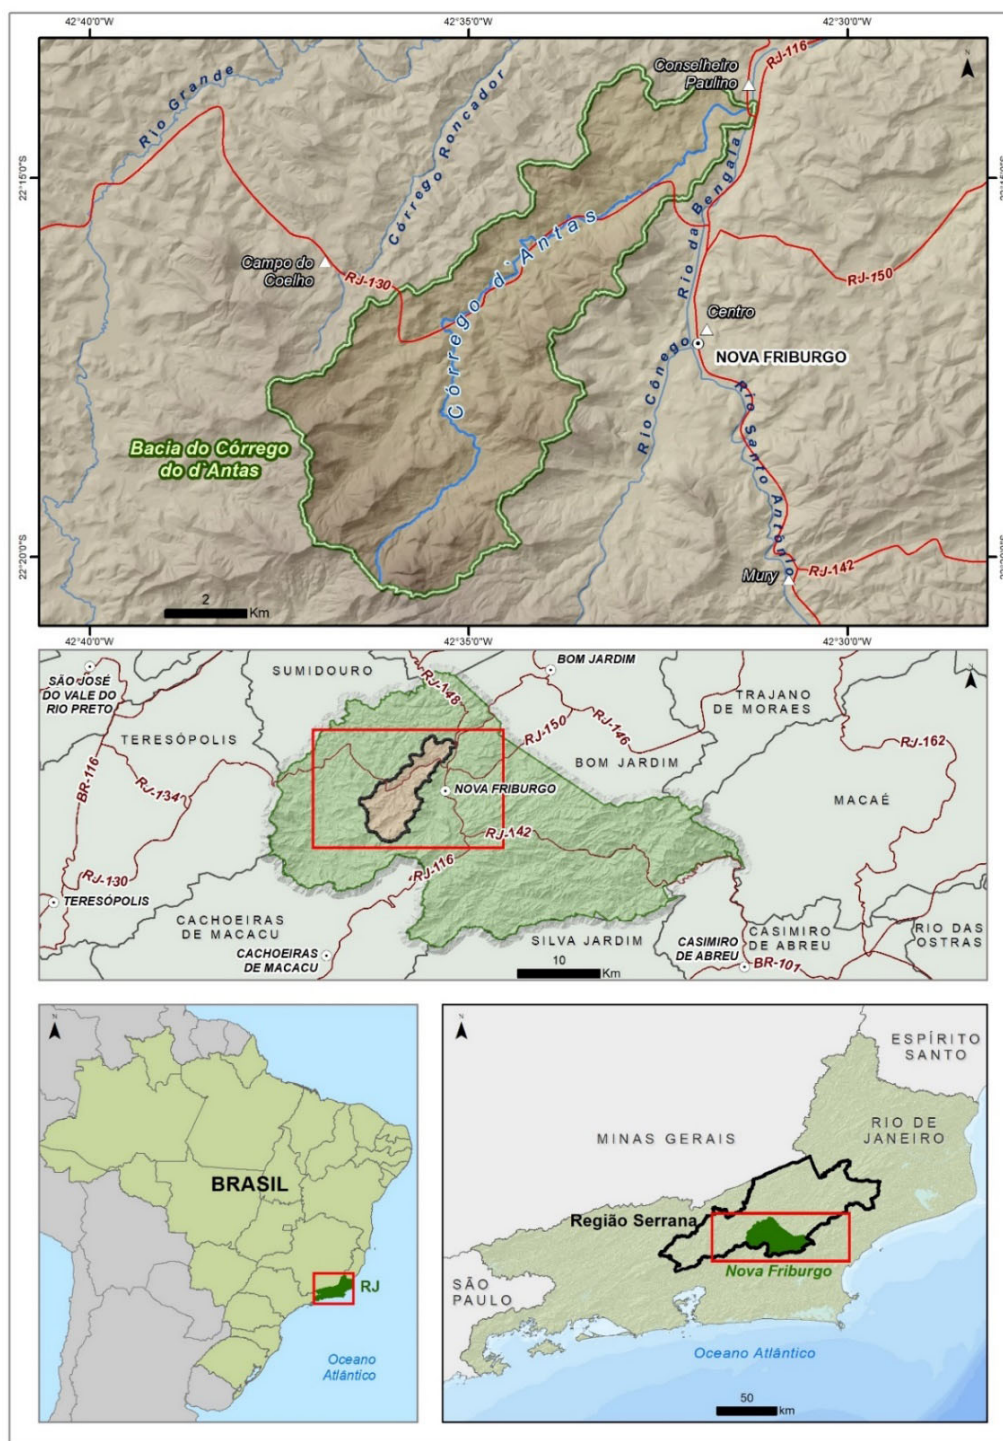 42°40'0"W
42°35'0"W
42°30'0"W
N
RJ-116
Conselheiro
Paulino
Rio Grande
Córrego Roncador
22°15'0"S
22°15'0"S
Rio da Bengala
Córrego d'Antas
Campo do
Coelho
RJ-130
RJ-150
Centro
NOVA FRIBURGO
Rio Cônego
Rio Santo Antônio
Bacia do Córrego
do d'Antas
22°20'0"S
22°20'0"S
RJ-142
Mury
2
Km
42°40'0"W
42°35'0"W
42°30'0"W
SUMIDOURO
BOM JARDIM
N
SÃO JOSÉ
DO VALE DO
RIO PRETO
RJ-148
TRAJANO
DE MORAES
RJ-150
RJ-146
RJ-162
TERESÓPOLIS
BR-116
RJ-134
BOM JARDIM
NOVA FRIBURGO
MACAÉ
RJ-142
RJ-116
RJ-130
TERESÓPOLIS
CACHOEIRAS
DE MACACU
CASIMIRO
DE ABREU
RIO DAS
OSTRAS
SILVA JARDIM
CASIMIRO
DE ABREU
CACHOEIRAS
DE MACACU
BR-101
10
Km
N
BRASIL
RJ
Oceano
Atlântico
N
ESPÍRITO
SANTO
MINAS GERAIS
RIO DE
JANEIRO
Região Serrana
Nova Friburgo
SÃO
PAULO
Oceano Atlântico
50
km